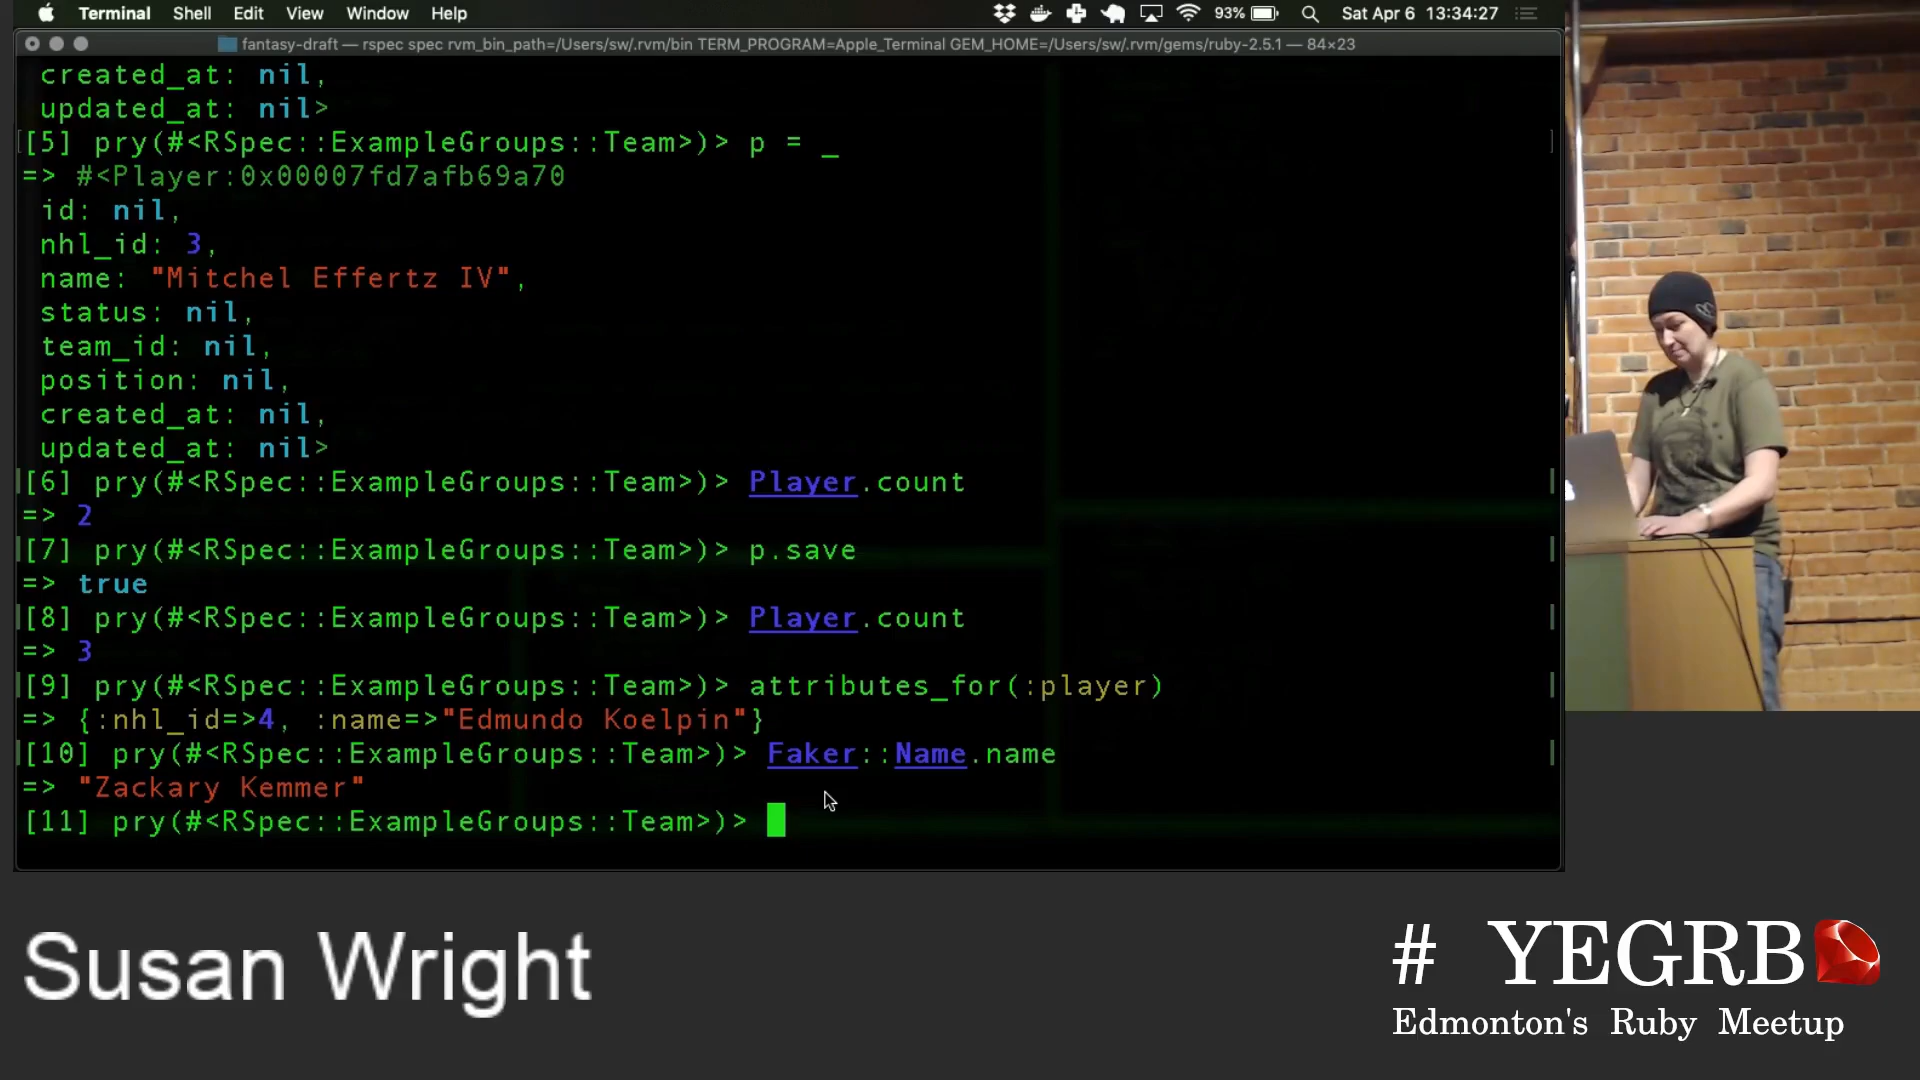 Terminal Shell Edit View Window Help 93% Sat Apr 6 13:34:27
fantasy-draft — rspec spec rvm_bin_path=/Users/sw/.rvm/bin TERM_PROGRAM=Apple_Terminal GEM_HOME=/Users/sw/.rvm/gems/ruby-2.5.1 — 84×23
created_at: nil,
updated_at: nil>
[5] pry(#<RSpec::ExampleGroups::Team>)> p = _
=> #<Player:0x00007fd7afb69a70
id: nil,
nhl_id: 3,
name: "Mitchel Effertz IV",
status: nil,
team_id: nil,
position: nil,
created_at: nil,
updated_at: nil>
[6] pry(#<RSpec::ExampleGroups::Team>)> Player.count
=> 2
[7] pry(#<RSpec::ExampleGroups::Team>)> p.save
=> true
[8] pry(#<RSpec::ExampleGroups::Team>)> Player.count
=> 3
[9] pry(#<RSpec::ExampleGroups::Team>)> attributes_for(:player)
=> {:nhl_id=>4, :name=>"Edmundo Koelpin"}
[10] pry(#<RSpec::ExampleGroups::Team>)> Faker::Name.name
=> "Zackary Kemmer"
[11] pry(#<RSpec::ExampleGroups::Team>)>
Susan Wright
# YEGRB
Edmonton's Ruby Meetup